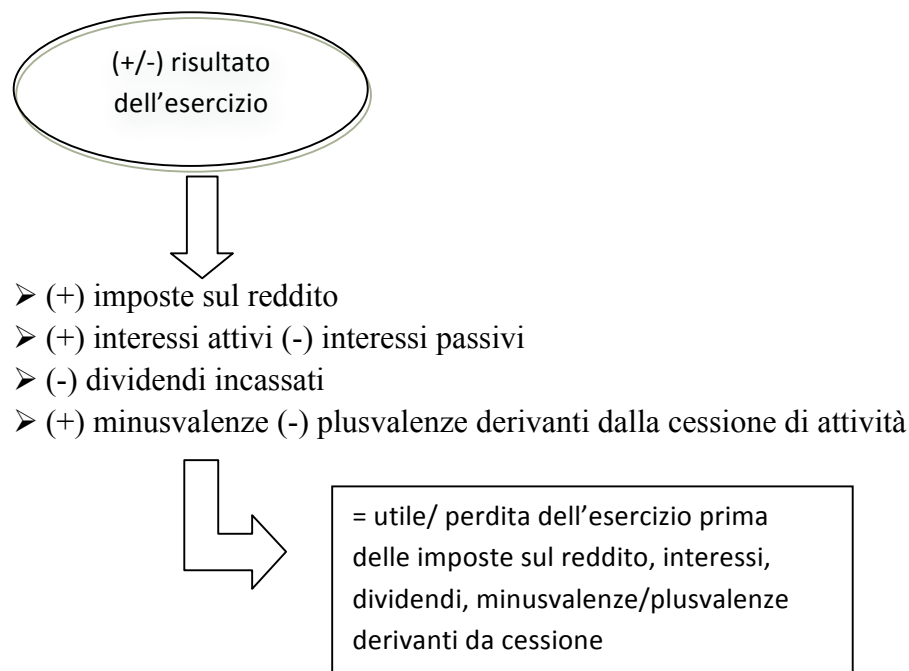 (+/-) risultato
dell’esercizio
➢ (+) imposte sul reddito
➢ (+) interessi attivi (-) interessi passivi
➢ (-) dividendi incassati
➢ (+) minusvalenze (-) plusvalenze derivanti dalla cessione di attività
= utile/ perdita dell’esercizio prima
delle imposte sul reddito, interessi,
dividendi, minusvalenze/plusvalenze
derivanti da cessione